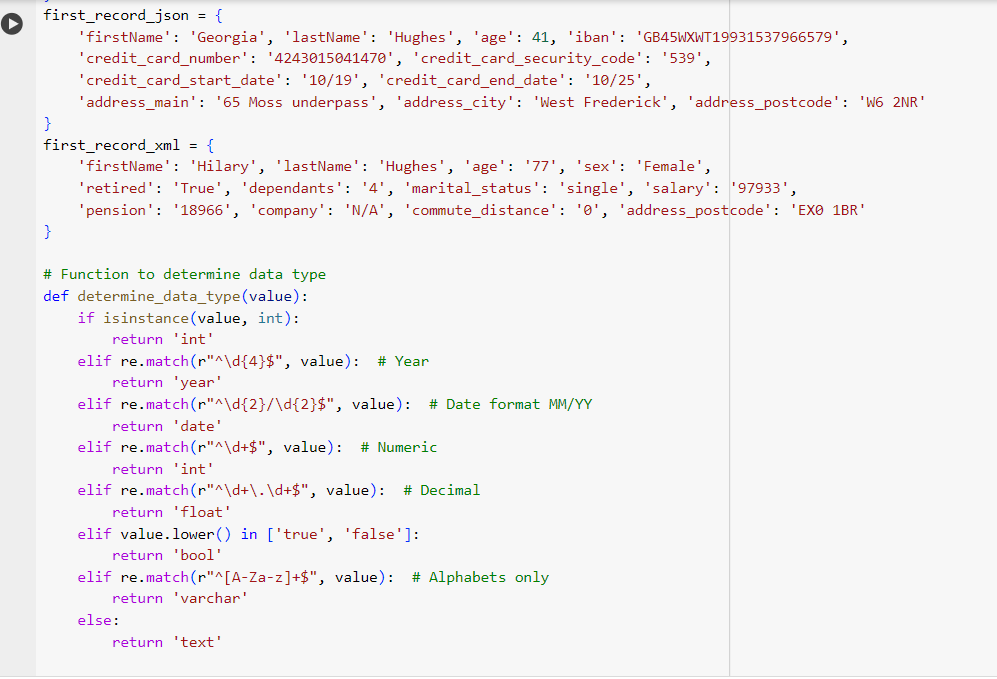 first_record_json = {
    'firstName': 'Georgia', 'lastName': 'Hughes', 'age': 41, 'iban': 'GB45WXWT19931537966579',
    'credit_card_number': '4243015041470', 'credit_card_security_code': '539',
    'credit_card_start_date': '10/19', 'credit_card_end_date': '10/25',
    'address_main': '65 Moss underpass', 'address_city': 'West Frederick', 'address_postcode': 'W6 2NR'
}
first_record_xml = {
    'firstName': 'Hilary', 'lastName': 'Hughes', 'age': '77', 'sex': 'Female',
    'retired': 'True', 'dependants': '4', 'marital_status': 'single', 'salary': '97933',
    'pension': '18966', 'company': 'N/A', 'commute_distance': '0', 'address_postcode': 'EX0 1BR'
}

# Function to determine data type
def determine_data_type(value):
    if isinstance(value, int):
        return 'int'
    elif re.match(r"^\d{4}$", value):  # Year
        return 'year'
    elif re.match(r"^\d{2}/\d{2}$", value):  # Date format MM/YY
        return 'date'
    elif re.match(r"^\d+$", value):  # Numeric
        return 'int'
    elif re.match(r"^\d+\.\d+$", value):  # Decimal
        return 'float'
    elif value.lower() in ['true', 'false']:
        return 'bool'
    elif re.match(r"^[A-Za-z]+$", value):  # Alphabets only
        return 'varchar'
    else:
        return 'text'